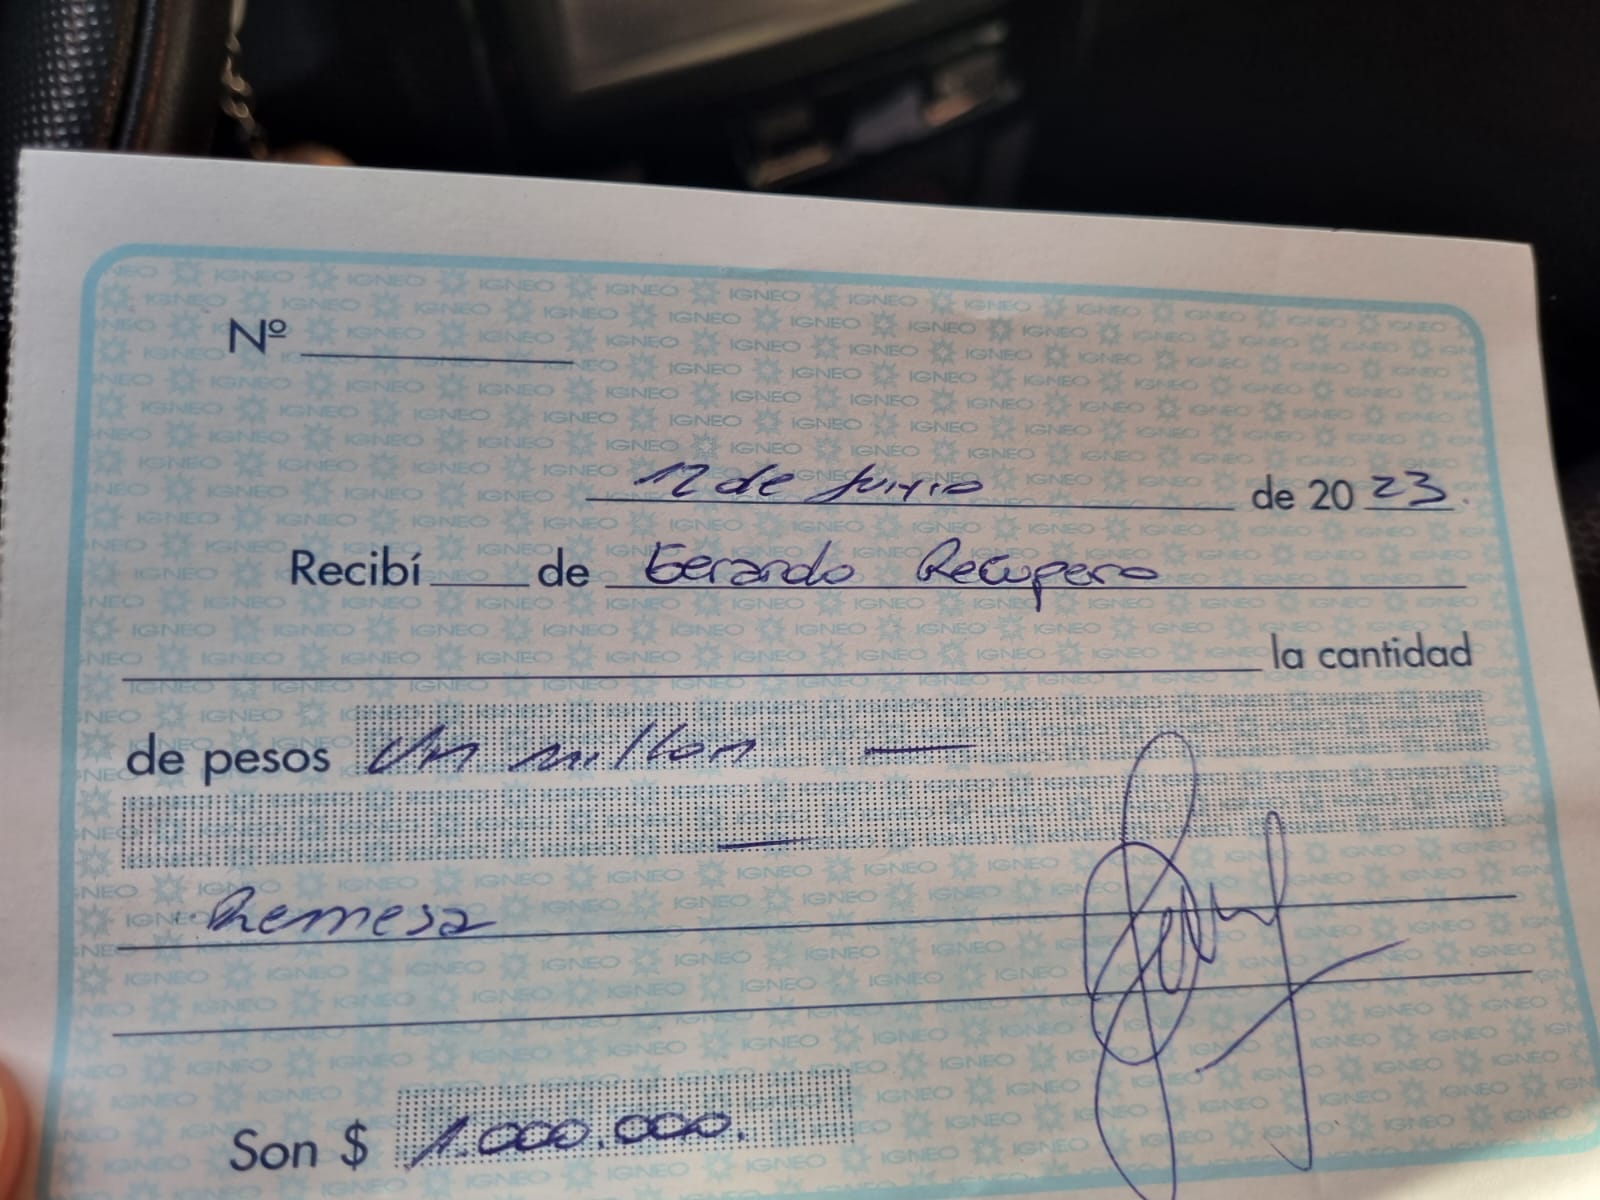 Nº
12 de Junio de 2023.
Recibí de Gerardo Recupero
la cantidad
de pesos Un millon —
—
Remesa
Son $ 1.000.000.
IGNEO